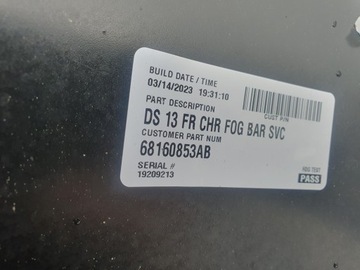 BUILD DATE / TIME
03/14/2023 19:31:10
PART DESCRIPTION
CUST P/N
DS 13 FR CHR FOG BAR SVC
CUSTOMER PART NUM
68160853AB
SERIAL #
19209213
PASS